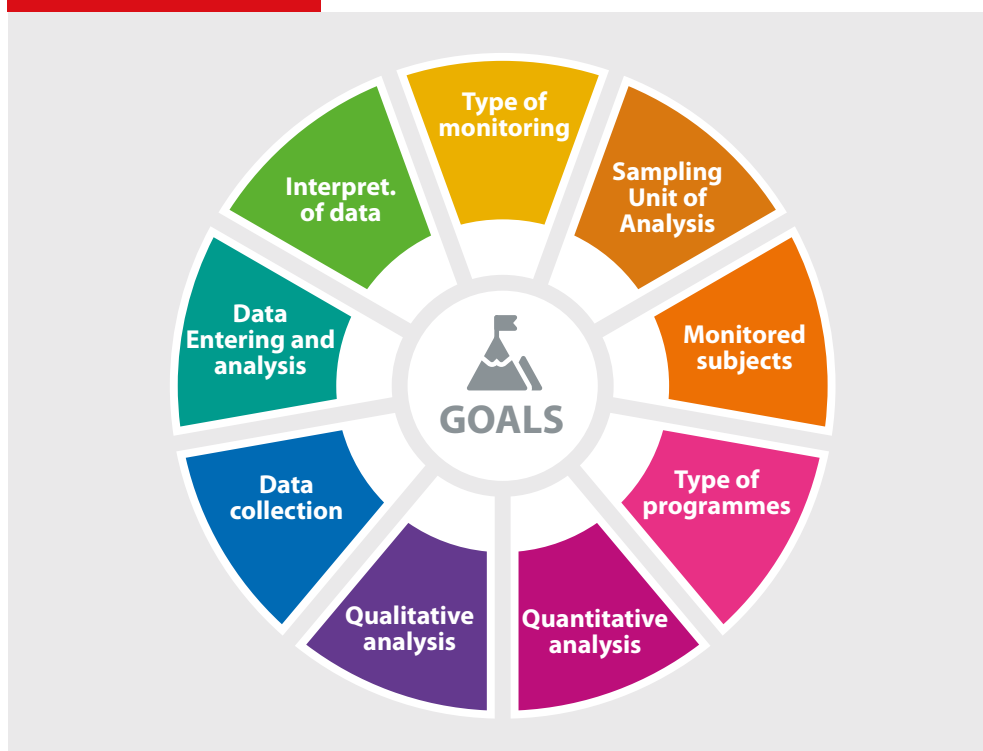 Type of
monitoring
Sampling
Unit of
Analysis
Monitored
subjects
Type of
programmes
Quantitative
analysis
Qualitative
analysis
Data
collection
Data
Entering and
analysis
Interpret.
of data
GOALS